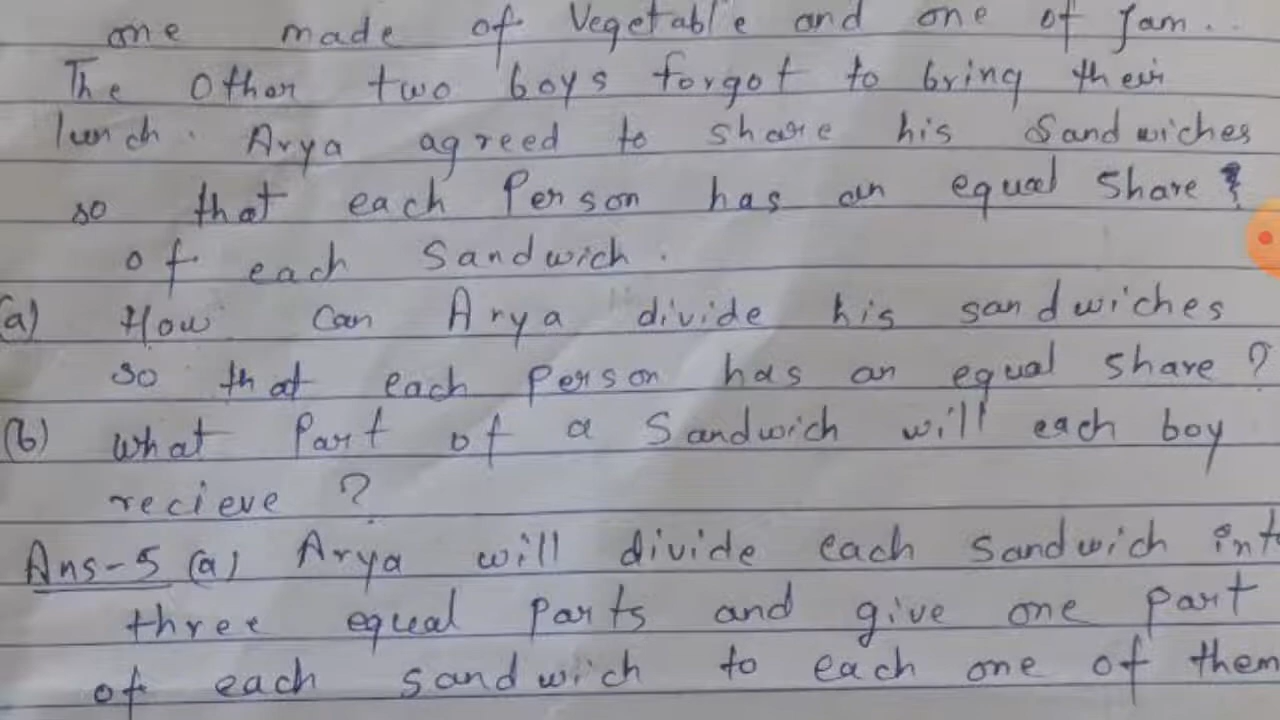 one made of Vegetable and one of Jam..
The Other two boys forgot to bring their
lunch. Arya agreed to share his Sandwiches
so that each Person has an equal Share
of each Sandwich.
(a) How can Arya divide his sandwiches
so that each person has an equal share?
(b) what Part of a Sandwich will each boy
recieve?
Ans-5 (a) Arya will divide each sandwich into
three equal Parts and give one part
of each sandwich to each one of them